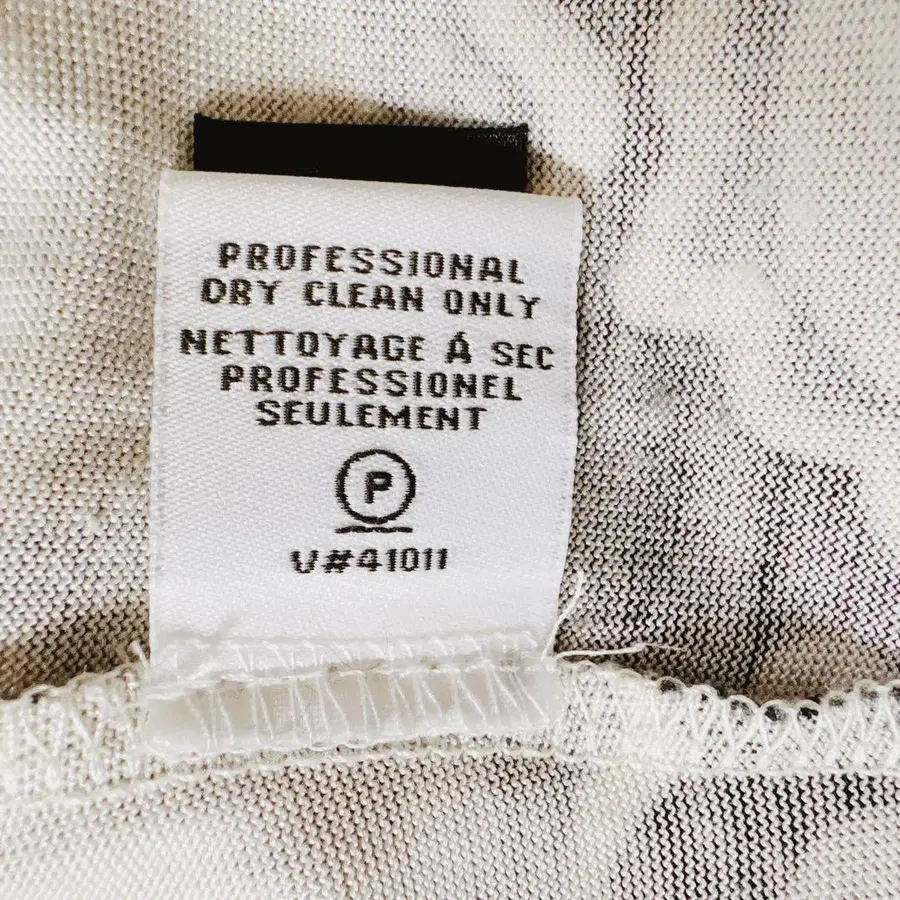 PROFESSIONAL
DRY CLEAN ONLY
NETTOYAGE Á SEC
PROFESSIONEL
SEULEMENT
P
V#41011